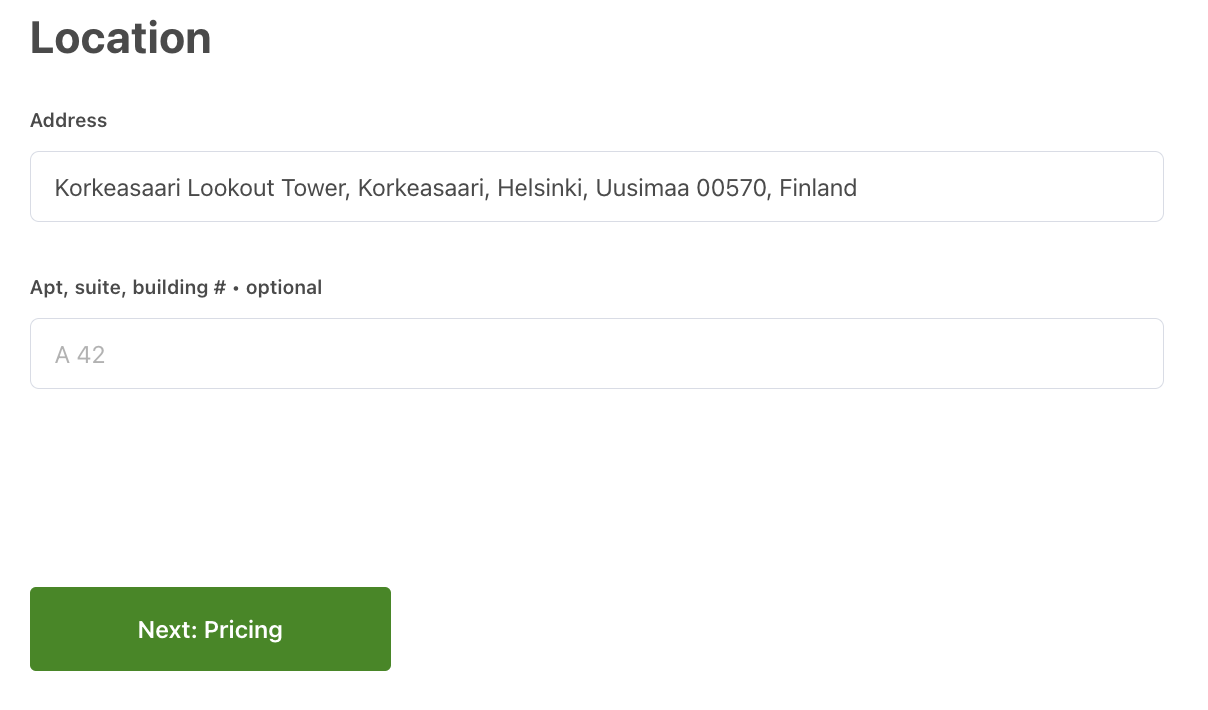 Location
Address
Korkeasaari Lookout Tower, Korkeasaari, Helsinki, Uusimaa 00570, Finland
Apt, suite, building # • optional
A 42
Next: Pricing